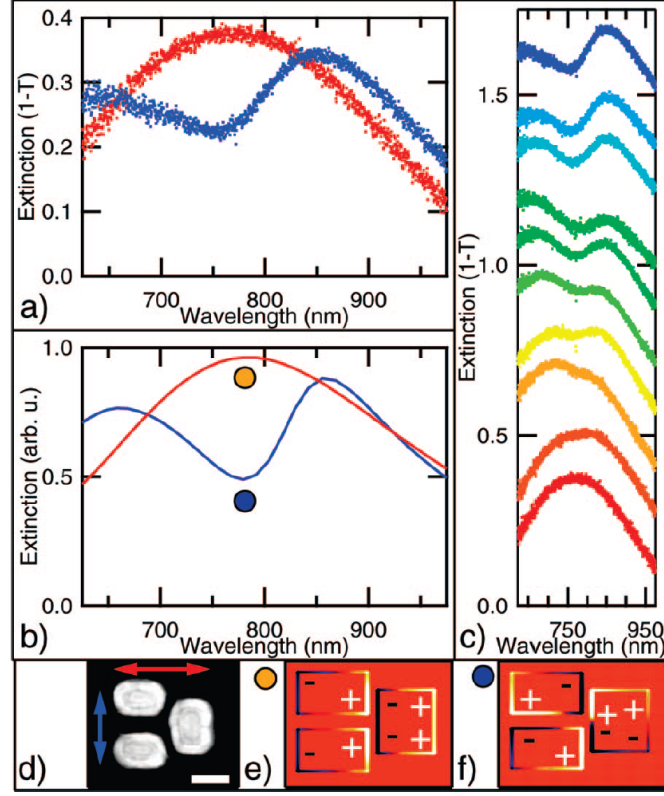 0.4
0.3
0.2
0.1
0.0
Extinction (1-T)
700 800 900
Wavelength (nm)
a)
1.0
0.5
0.0
Extinction (arb. u.)
700 800 900
Wavelength (nm)
b)
1.5
1.0
0.5
0.0
Extinction (1-T)
750 950
Wavelength (nm)
c)
d)
e)
- + + +
- + - -
f)
+ - + +
- + - -